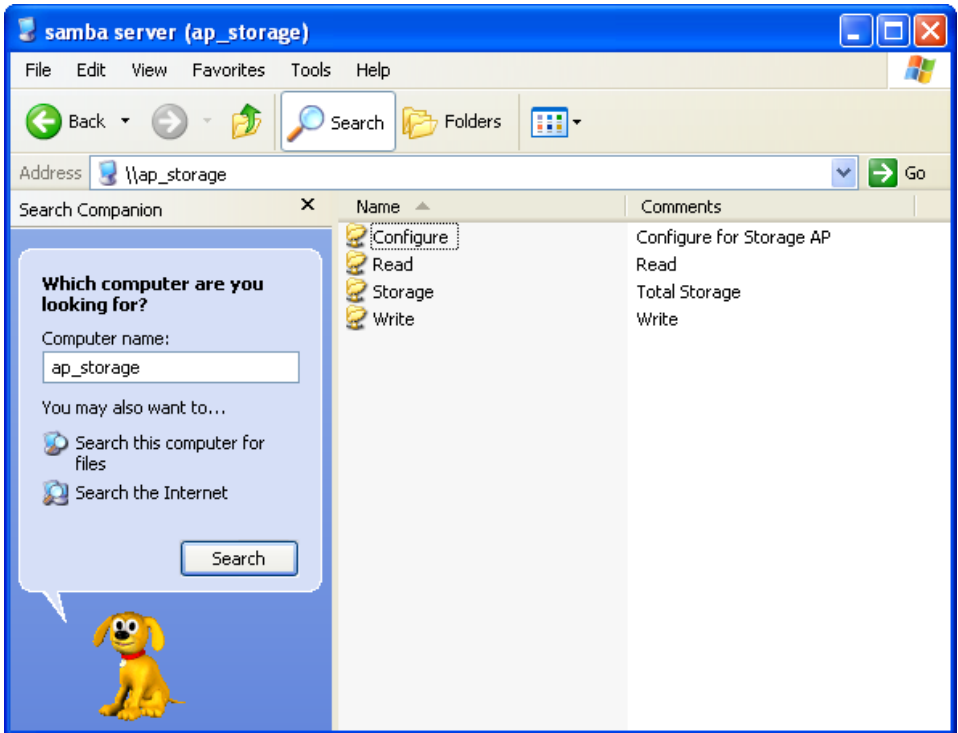 samba server (ap_storage)
File Edit View Favorites Tools Help
Back Search Folders
Address \\ap_storage Go
Search Companion
Name Comments
Configure Configure for Storage AP
Read Read
Storage Total Storage
Write Write
Which computer are you
looking for?
Computer name:
ap_storage
You may also want to...
Search this computer for
files
Search the Internet
Search